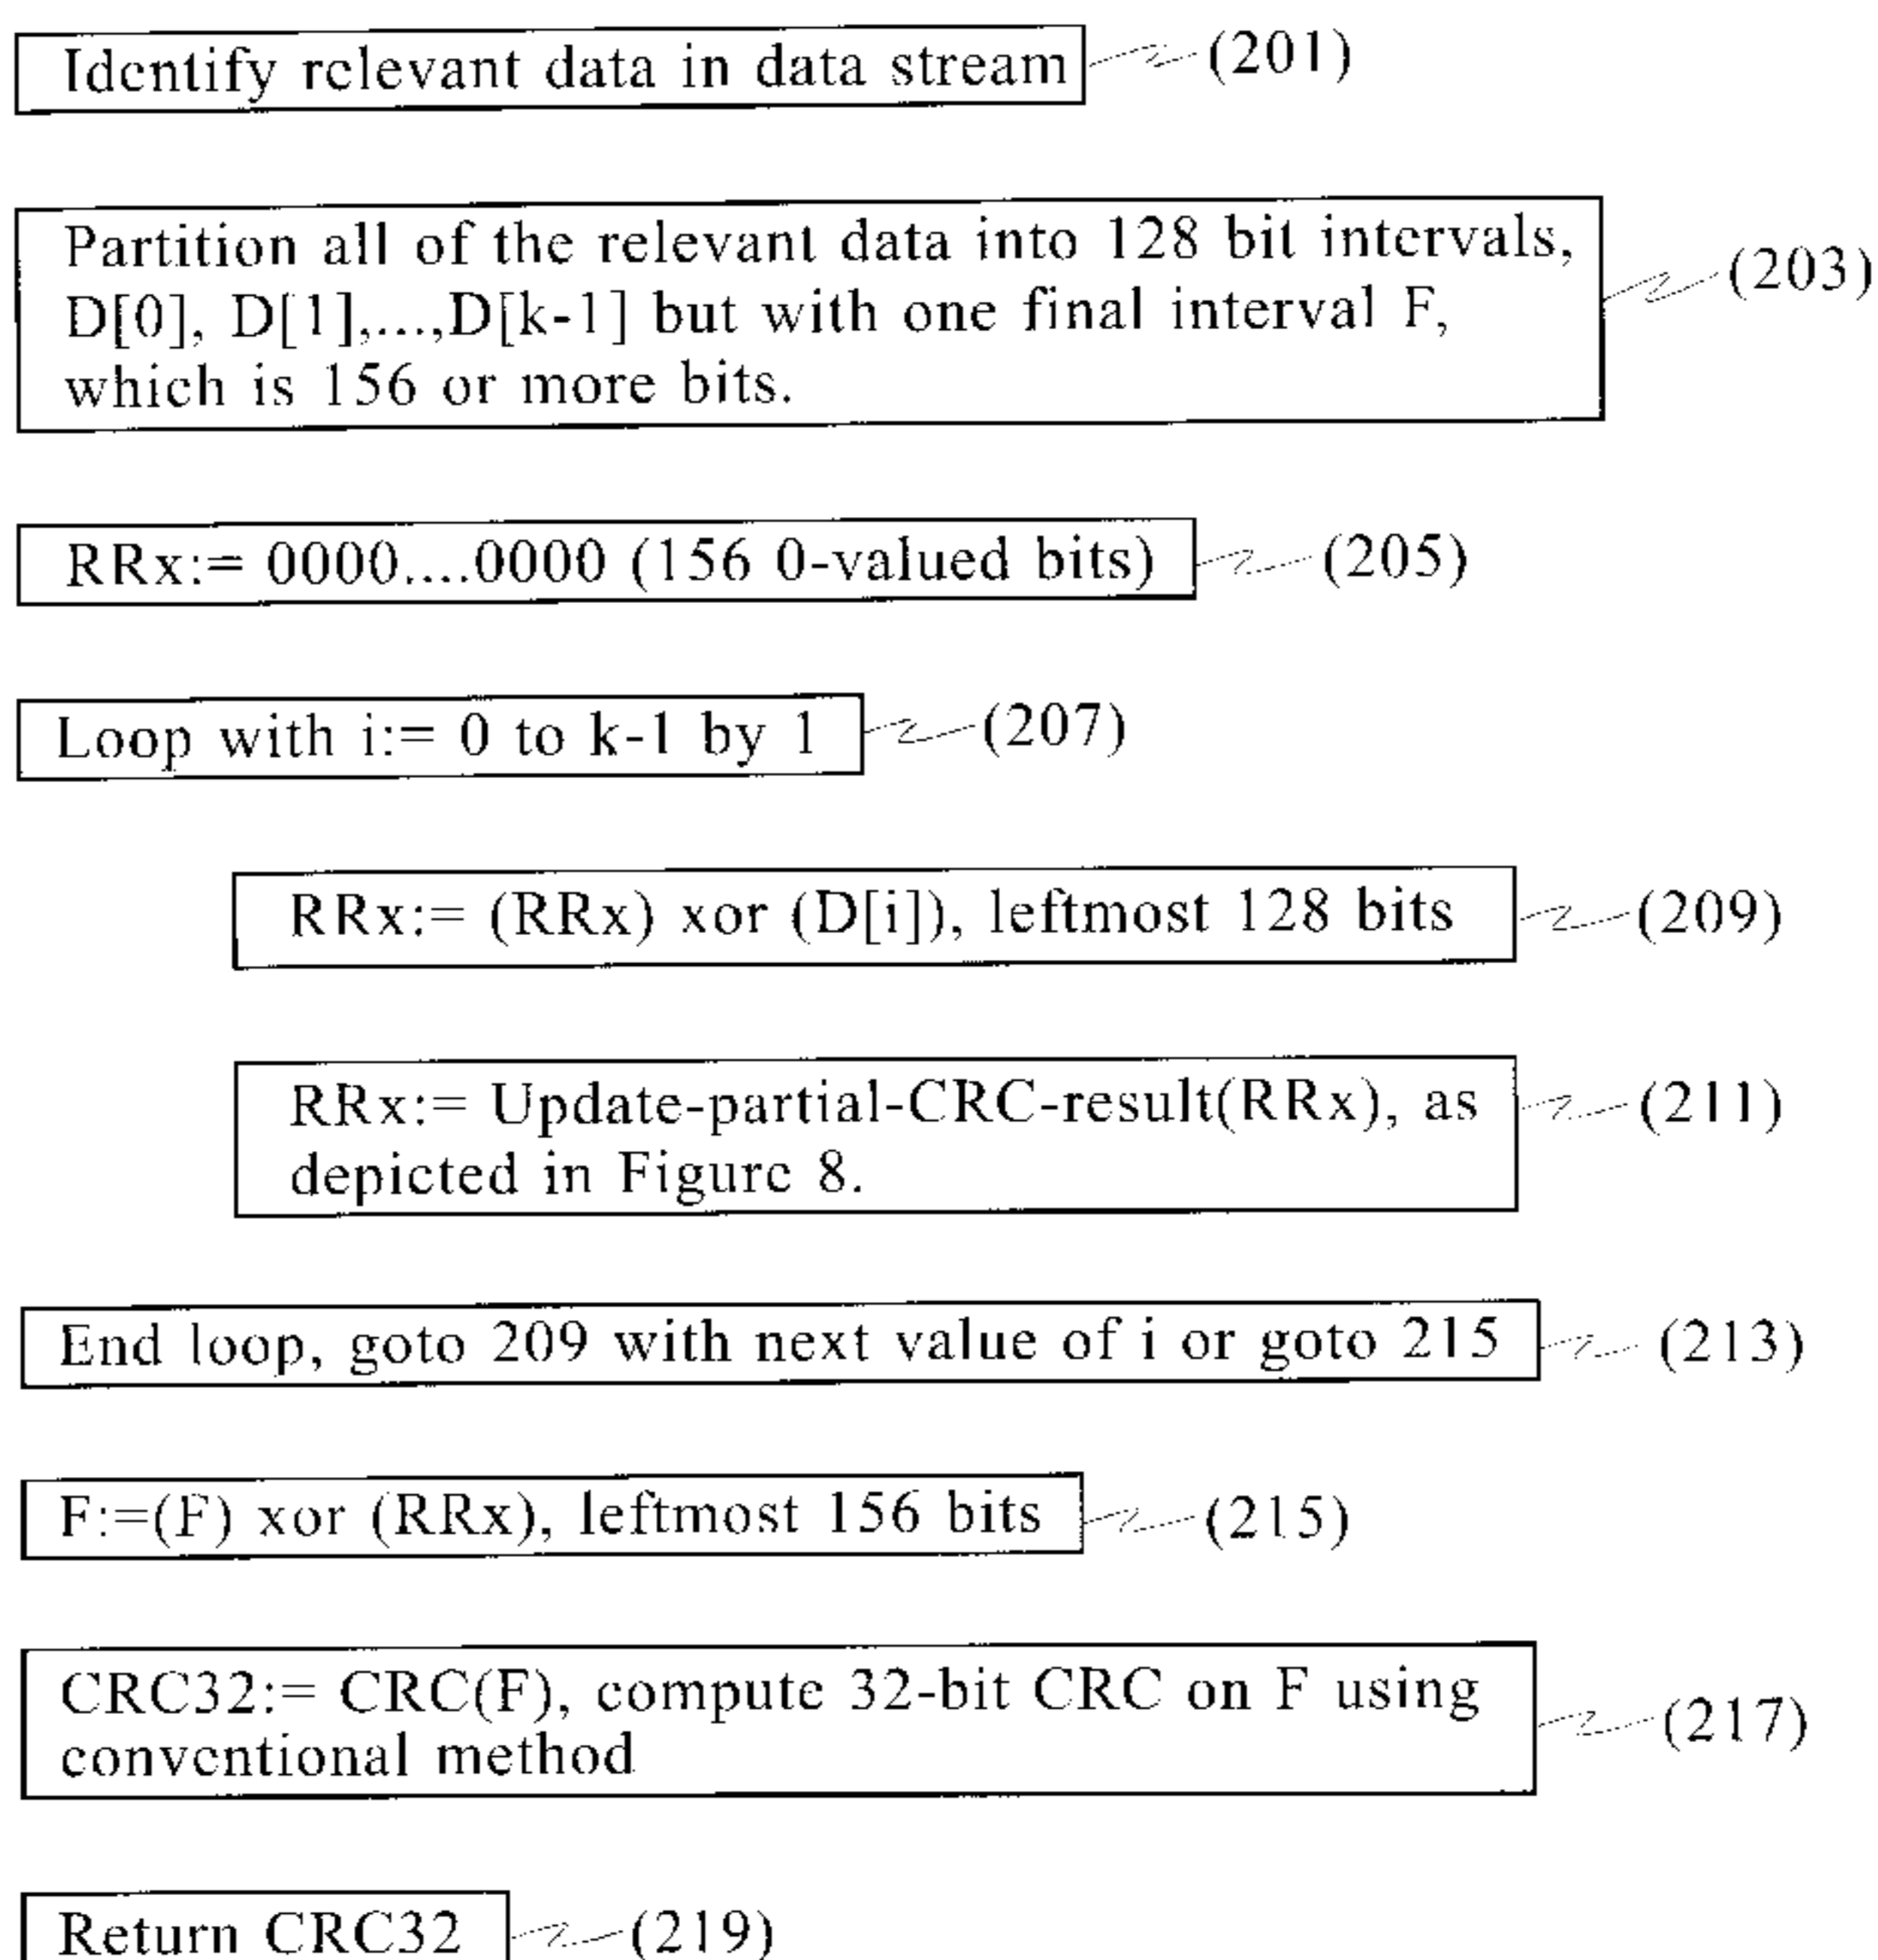 Identify relevant data in data stream (201)
Partition all of the relevant data into 128 bit intervals,
D[0], D[1],...,D[k-1] but with one final interval F, (203)
which is 156 or more bits.
RRx:= 0000....0000 (156 0-valued bits) (205)
Loop with i:= 0 to k-1 by 1 (207)
RRx:= (RRx) xor (D[i]), leftmost 128 bits (209)
RRx:= Update-partial-CRC-result(RRx), as (211)
depicted in Figure 8.
End loop, goto 209 with next value of i or goto 215 (213)
F:=(F) xor (RRx), leftmost 156 bits (215)
CRC32:= CRC(F), compute 32-bit CRC on F using (217)
conventional method
Return CRC32 (219)